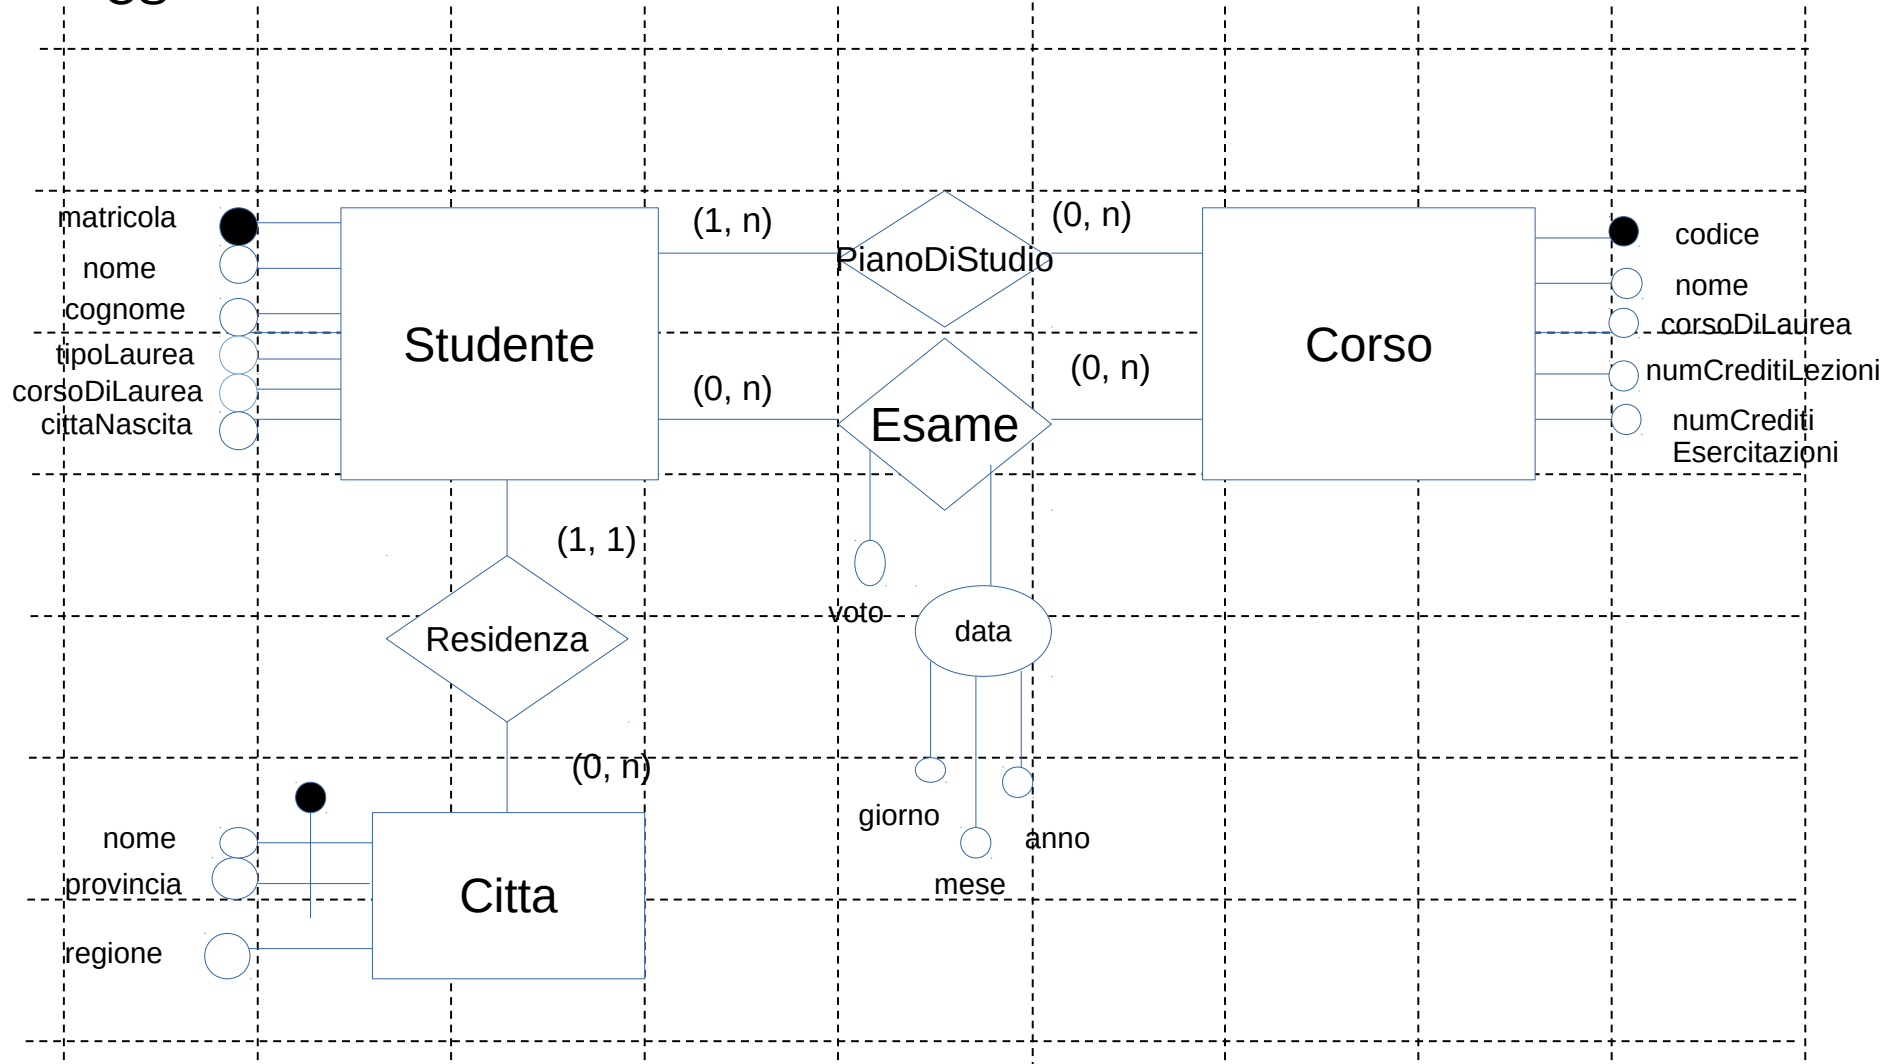 matricola
nome
cognome
tipoLaurea
corsoDiLaurea
cittaNascita
Studente
(1, n)
PianoDiStudio
(0, n)
(0, n)
Esame
(0, n)
Corso
codice
nome
corsoDiLaurea
numCreditiLezioni
numCrediti
Esercitazioni
(1, 1)
Residenza
(0, n)
voto
data
giorno
mese
anno
nome
provincia
regione
Citta